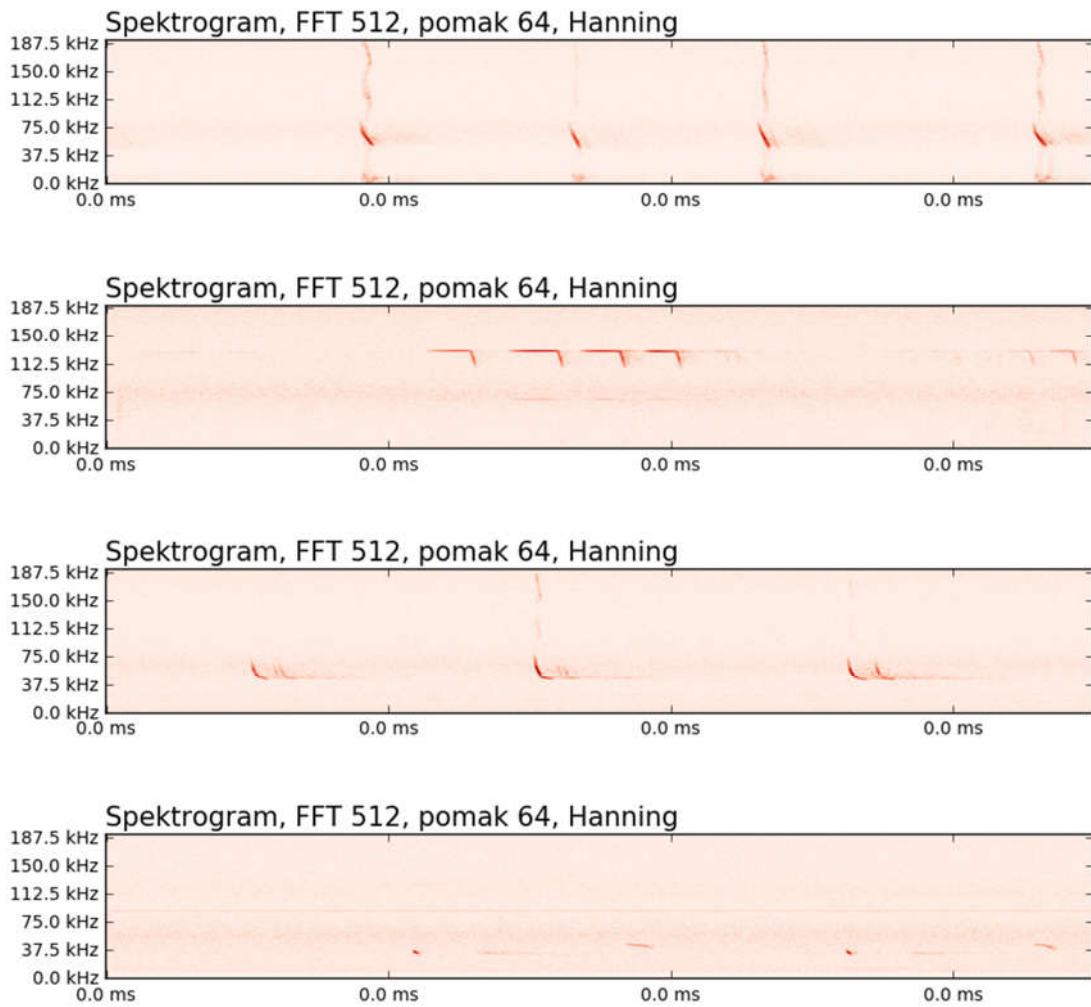 Spektrogram, FFT 512, pomak 64, Hanning
187.5 kHz
150.0 kHz
112.5 kHz
75.0 kHz
37.5 kHz
0.0 kHz
0.0 ms 0.0 ms 0.0 ms 0.0 ms
Spektrogram, FFT 512, pomak 64, Hanning
187.5 kHz
150.0 kHz
112.5 kHz
75.0 kHz
37.5 kHz
0.0 kHz
0.0 ms 0.0 ms 0.0 ms 0.0 ms
Spektrogram, FFT 512, pomak 64, Hanning
187.5 kHz
150.0 kHz
112.5 kHz
75.0 kHz
37.5 kHz
0.0 kHz
0.0 ms 0.0 ms 0.0 ms 0.0 ms
Spektrogram, FFT 512, pomak 64, Hanning
187.5 kHz
150.0 kHz
112.5 kHz
75.0 kHz
37.5 kHz
0.0 kHz
0.0 ms 0.0 ms 0.0 ms 0.0 ms